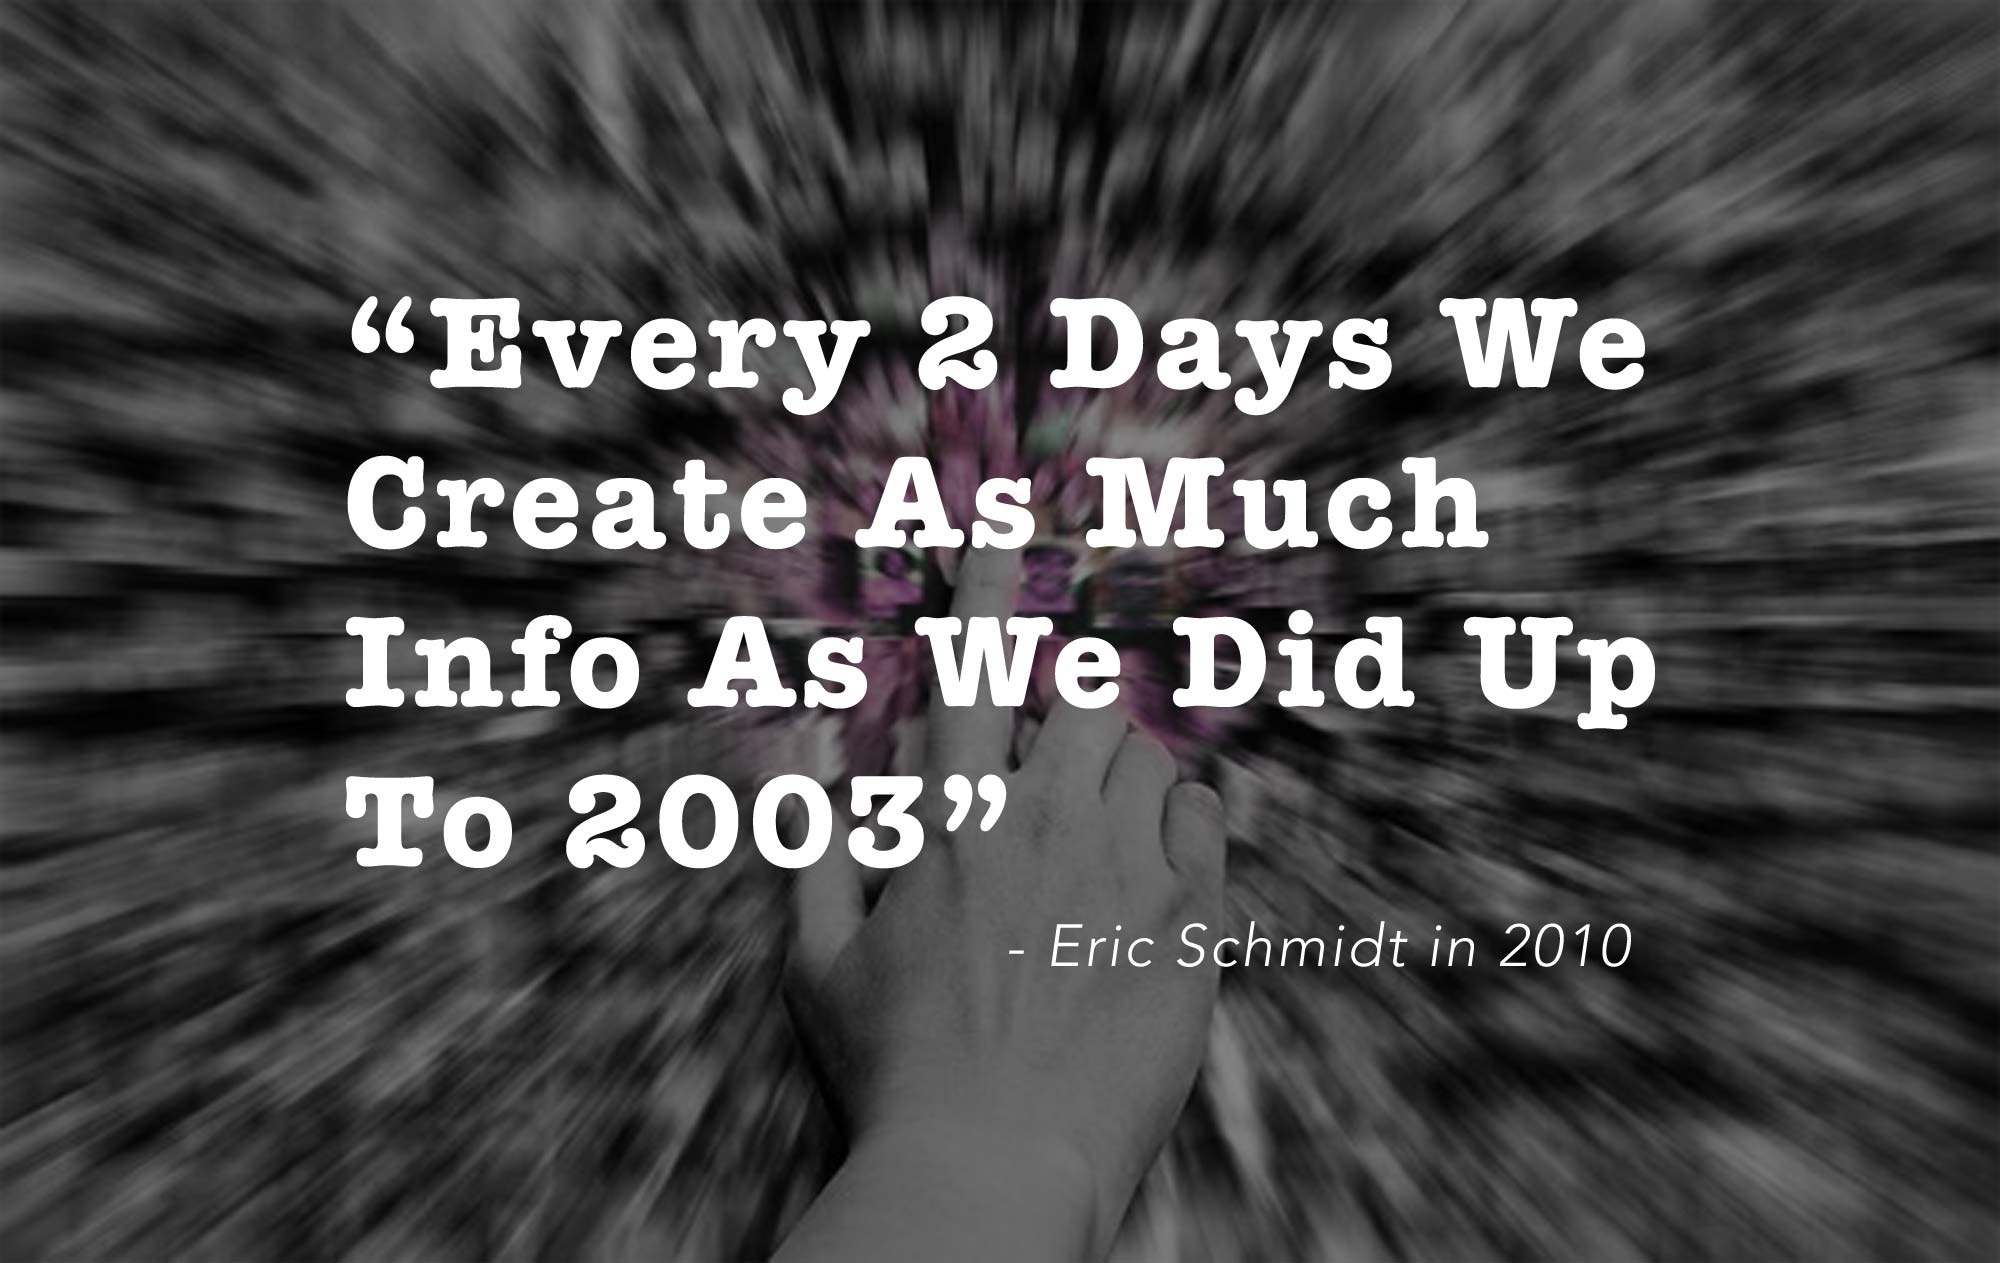 “Every 2 Days We
Create As Much
Info As We Did Up
To 2003”
- Eric Schmidt in 2010